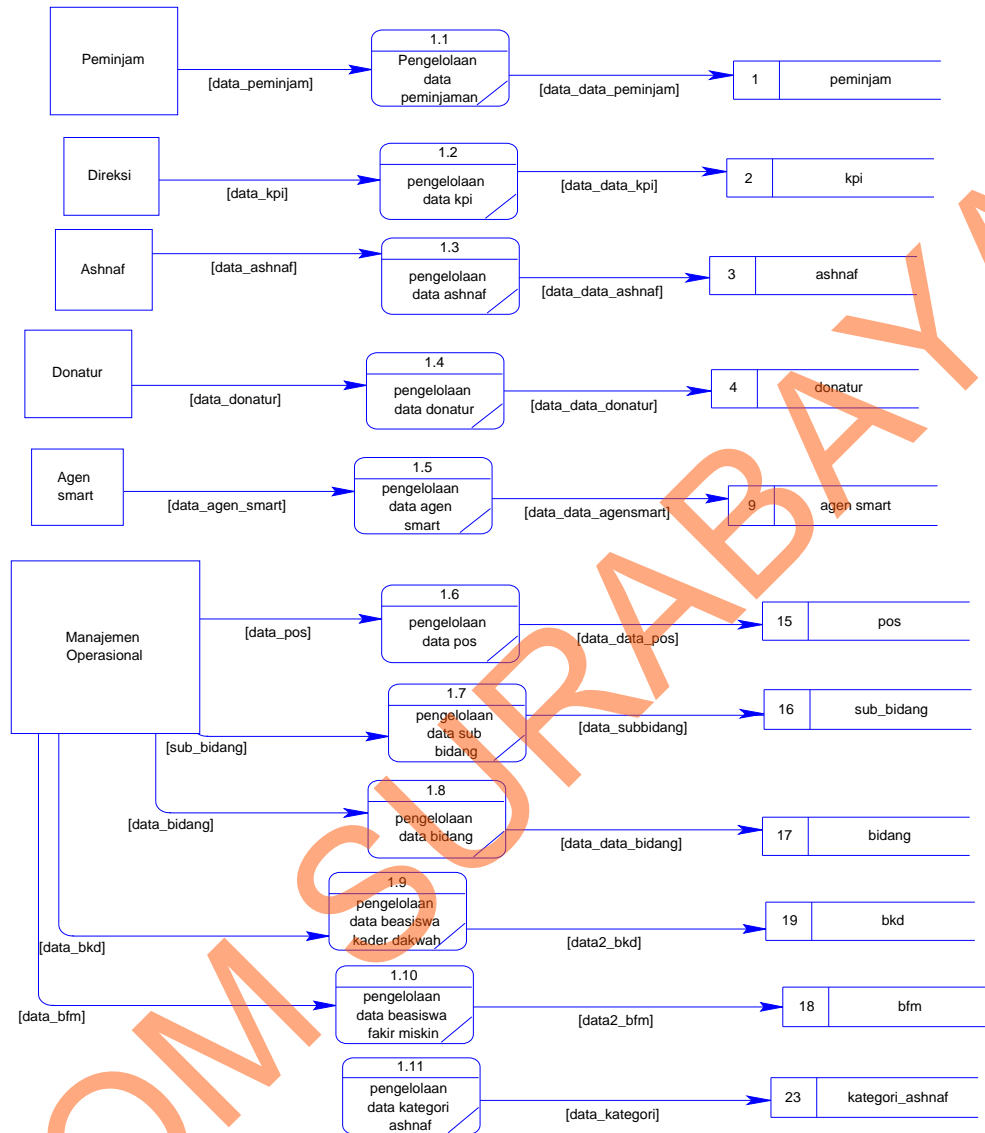 Peminjam
[data_peminjam]
1.1
Pengelolaan
data
peminjaman
[data_data_peminjam]
1
peminjam
Direksi
[data_kpi]
1.2
pengelolaan
data kpi
[data_data_kpi]
2
kpi
Ashnaf
[data_ashnaf]
1.3
pengelolaan
data ashnaf
[data_data_ashnaf]
3
ashnaf
Donatur
[data_donatur]
1.4
pengelolaan
data donatur
[data_data_donatur]
4
donatur
Agen
smart
[data_agen_smart]
1.5
pengelolaan
data agen
smart
[data_data_agensmart]
9
agen smart
Manajemen
Operasional
[data_pos]
1.6
pengelolaan
data pos
[data_data_pos]
15
pos
[sub_bidang]
1.7
pengelolaan
data sub
bidang
[data_subbidang]
16
sub_bidang
[data_bidang]
1.8
pengelolaan
data bidang
[data_data_bidang]
17
bidang
[data_bkd]
1.9
pengelolaan
data beasiswa
kader dakwah
[data2_bkd]
19
bkd
[data_bfm]
1.10
pengelolaan
data beasiswa
fakir miskin
[data2_bfm]
18
bfm
1.11
pengelolaan
data kategori
ashnaf
[data_kategori]
23
kategori_ashnaf
OM SURABAYA